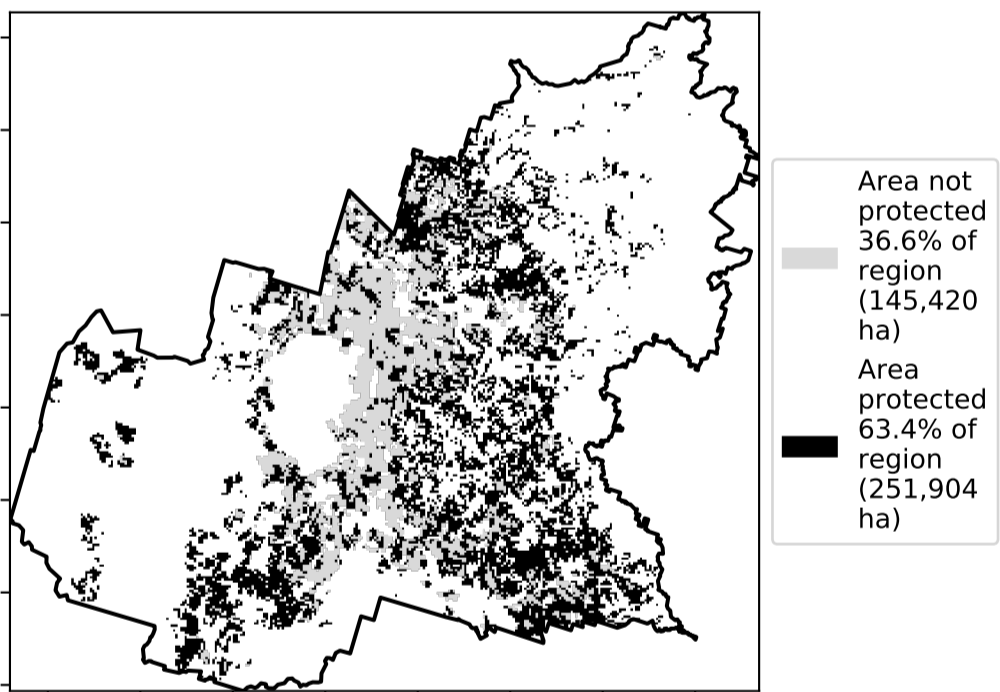 Area not
protected
36.6% of
region
(145,420
ha)
Area
protected
63.4% of
region
(251,904
ha)